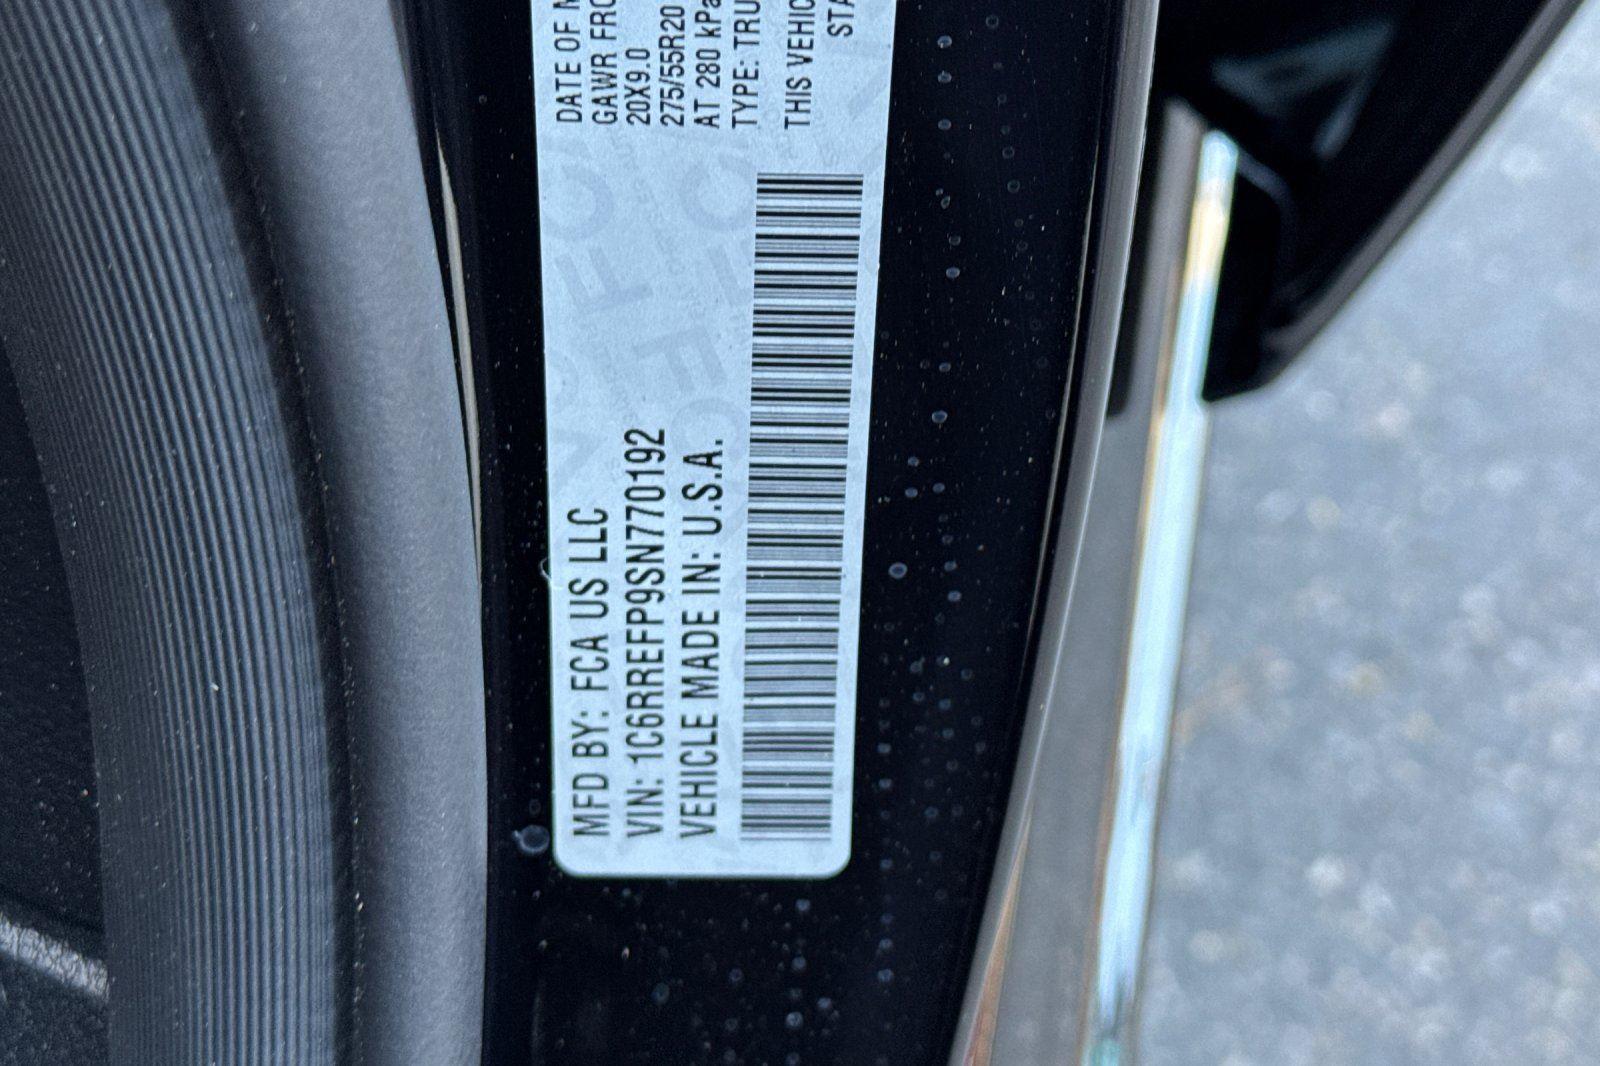 MFD BY: FCA US LLC
VIN: 1C6RREFP9SN770192
VEHICLE MADE IN: U.S.A.
DATE OF M
GAWR FRO
20X9.0
275/55R20
AT 280 kPa
TYPE: TRU
THIS VEHIC
STA